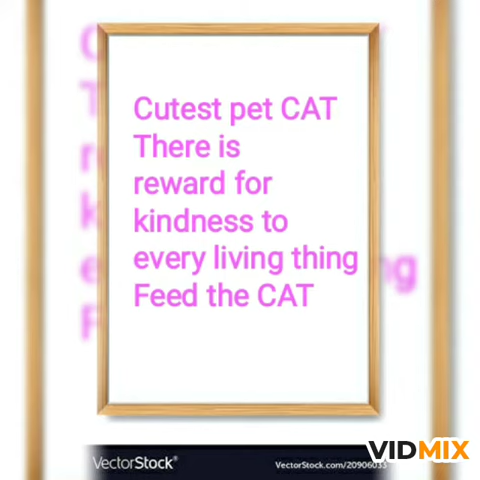 Cutest pet CAT
There is
reward for
kindness to
every living thing
Feed the CAT
VIDMIX
VectorStock®
VectorStock.com/20906033